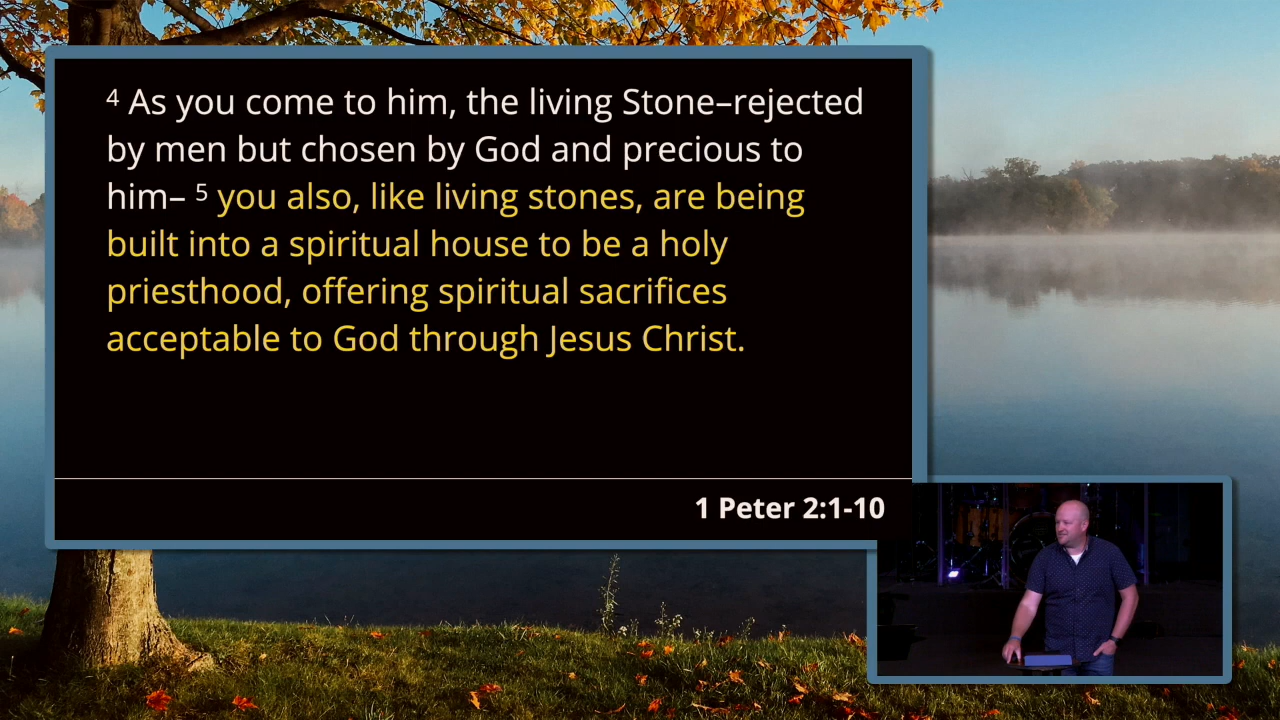 4 As you come to him, the living Stone–rejected
by men but chosen by God and precious to
him– 5 you also, like living stones, are being
built into a spiritual house to be a holy
priesthood, offering spiritual sacrifices
acceptable to God through Jesus Christ.
1 Peter 2:1-10